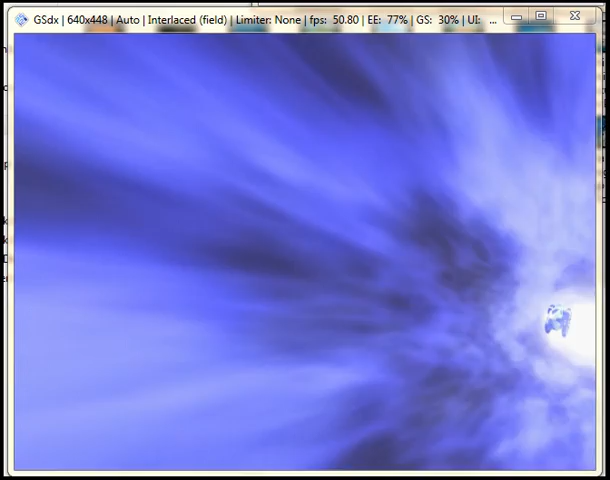 GSdx | 640x448 | Auto | Interlaced (field) | Limiter: None | fps: 50.80 | EE: 77% | GS: 30% | UI: ...